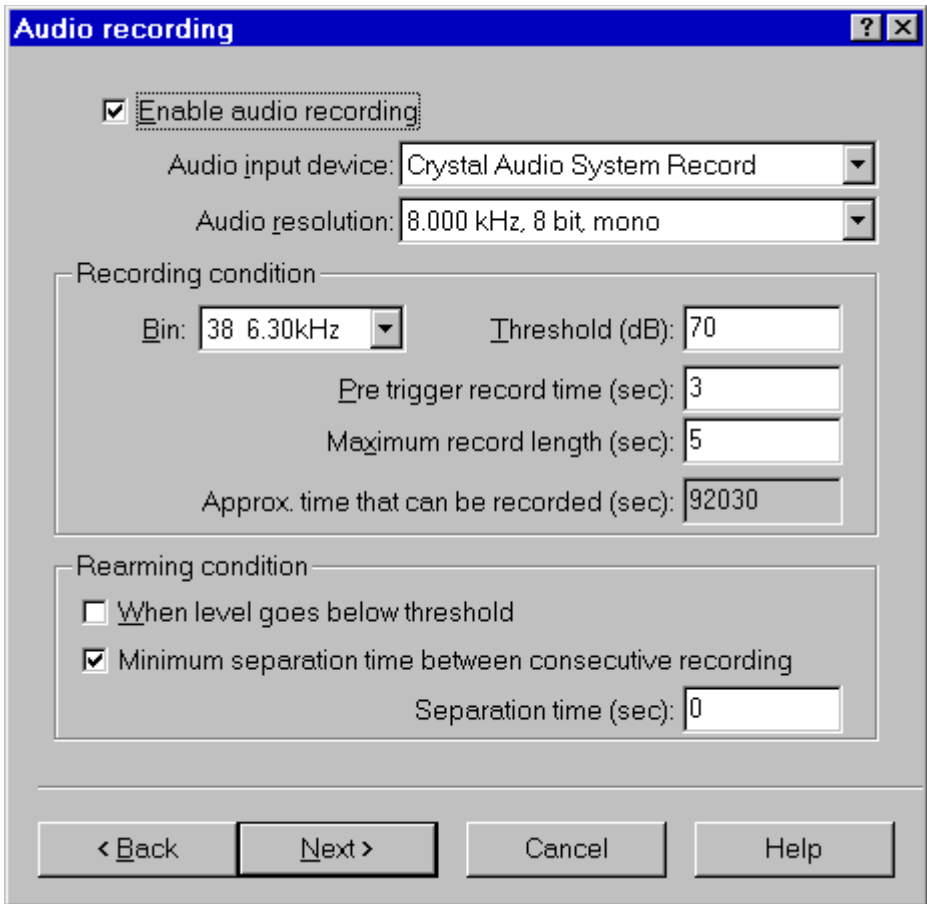 Audio recording
Enable audio recording
Audio input device: Crystal Audio System Record
Audio resolution: 8.000 kHz, 8 bit, mono
Recording condition
Bin: 38 6.30kHz Threshold (dB): 70
Pre trigger record time (sec): 3
Maximum record length (sec): 5
Approx. time that can be recorded (sec): 92030
Rearming condition
When level goes below threshold
Minimum separation time between consecutive recording
Separation time (sec): 0
< Back Next > Cancel Help